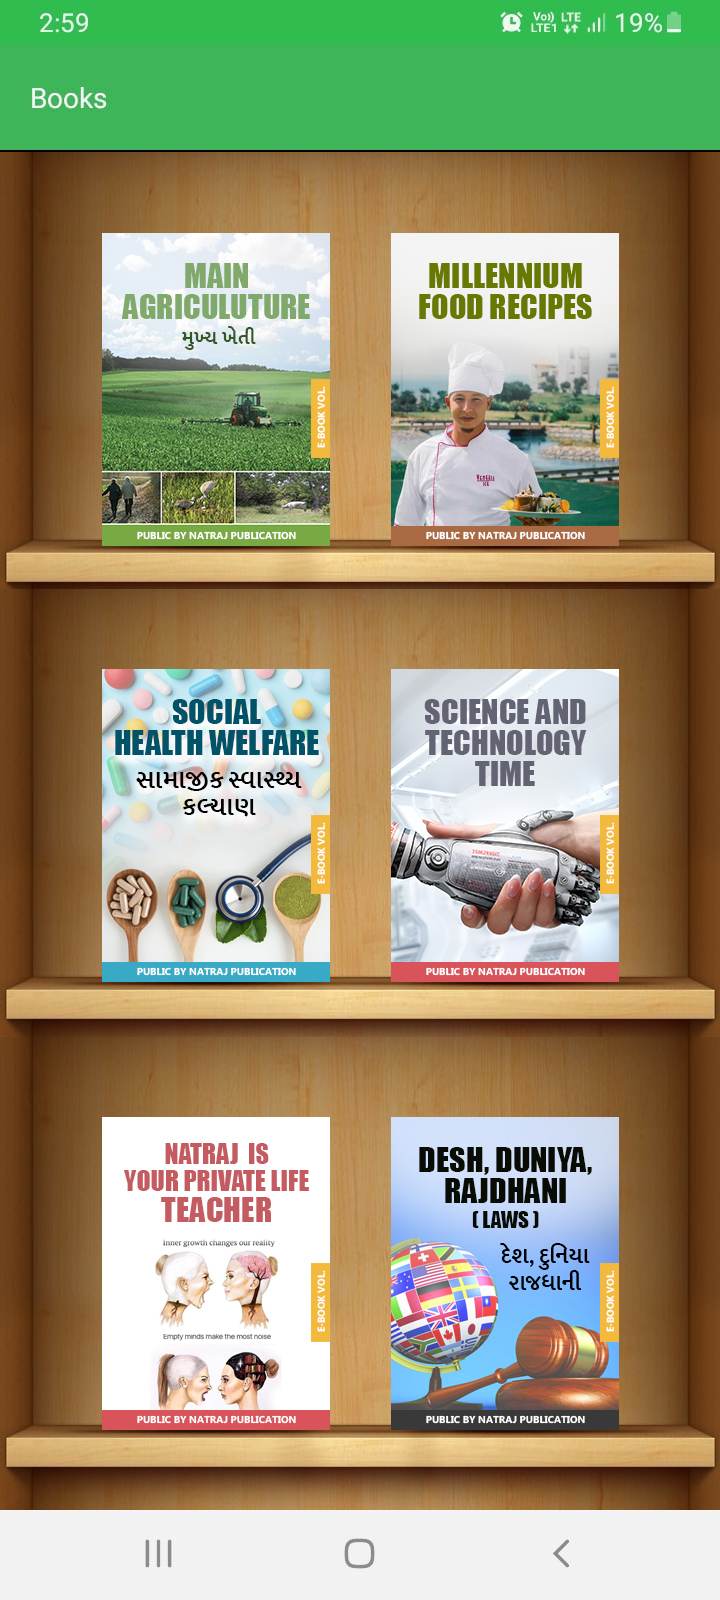 2:59
Vo)) LTE
LTE1
19%
Books
MAIN
AGRICULUTURE
મુખ્ય ખેતી
E-BOOK VOL.
PUBLIC BY NATRAJ PUBLICATION
MILLENNIUM
FOOD RECIPES
E-BOOK VOL.
PUBLIC BY NATRAJ PUBLICATION
SOCIAL
HEALTH WELFARE
સામાજીક સ્વાસ્થ્ય
કલ્યાણ
E-BOOK VOL.
PUBLIC BY NATRAJ PUBLICATION
SCIENCE AND
TECHNOLOGY
TIME
E-BOOK VOL.
PUBLIC BY NATRAJ PUBLICATION
NATRAJ IS
YOUR PRIVATE LIFE
TEACHER
inner growth changes our reality
Empty minds make the most noise
E-BOOK VOL.
PUBLIC BY NATRAJ PUBLICATION
DESH, DUNIYA,
RAJDHANI
( LAWS )
દેશ, દુનિયા
રાજધાની
E-BOOK VOL.
PUBLIC BY NATRAJ PUBLICATION